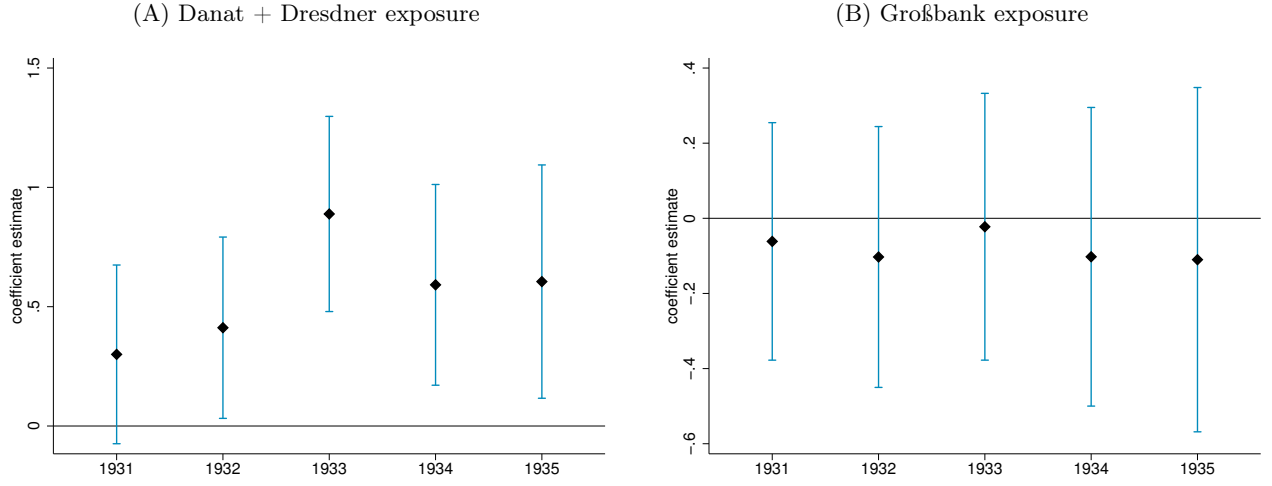 (A) Danat + Dresdner exposure
coefficient estimate
1.5
1
.5
0
1931 1932 1933 1934 1935
(B) Großbank exposure
coefficient estimate
.4
.2
0
-.2
-.4
-.6
1931 1932 1933 1934 1935